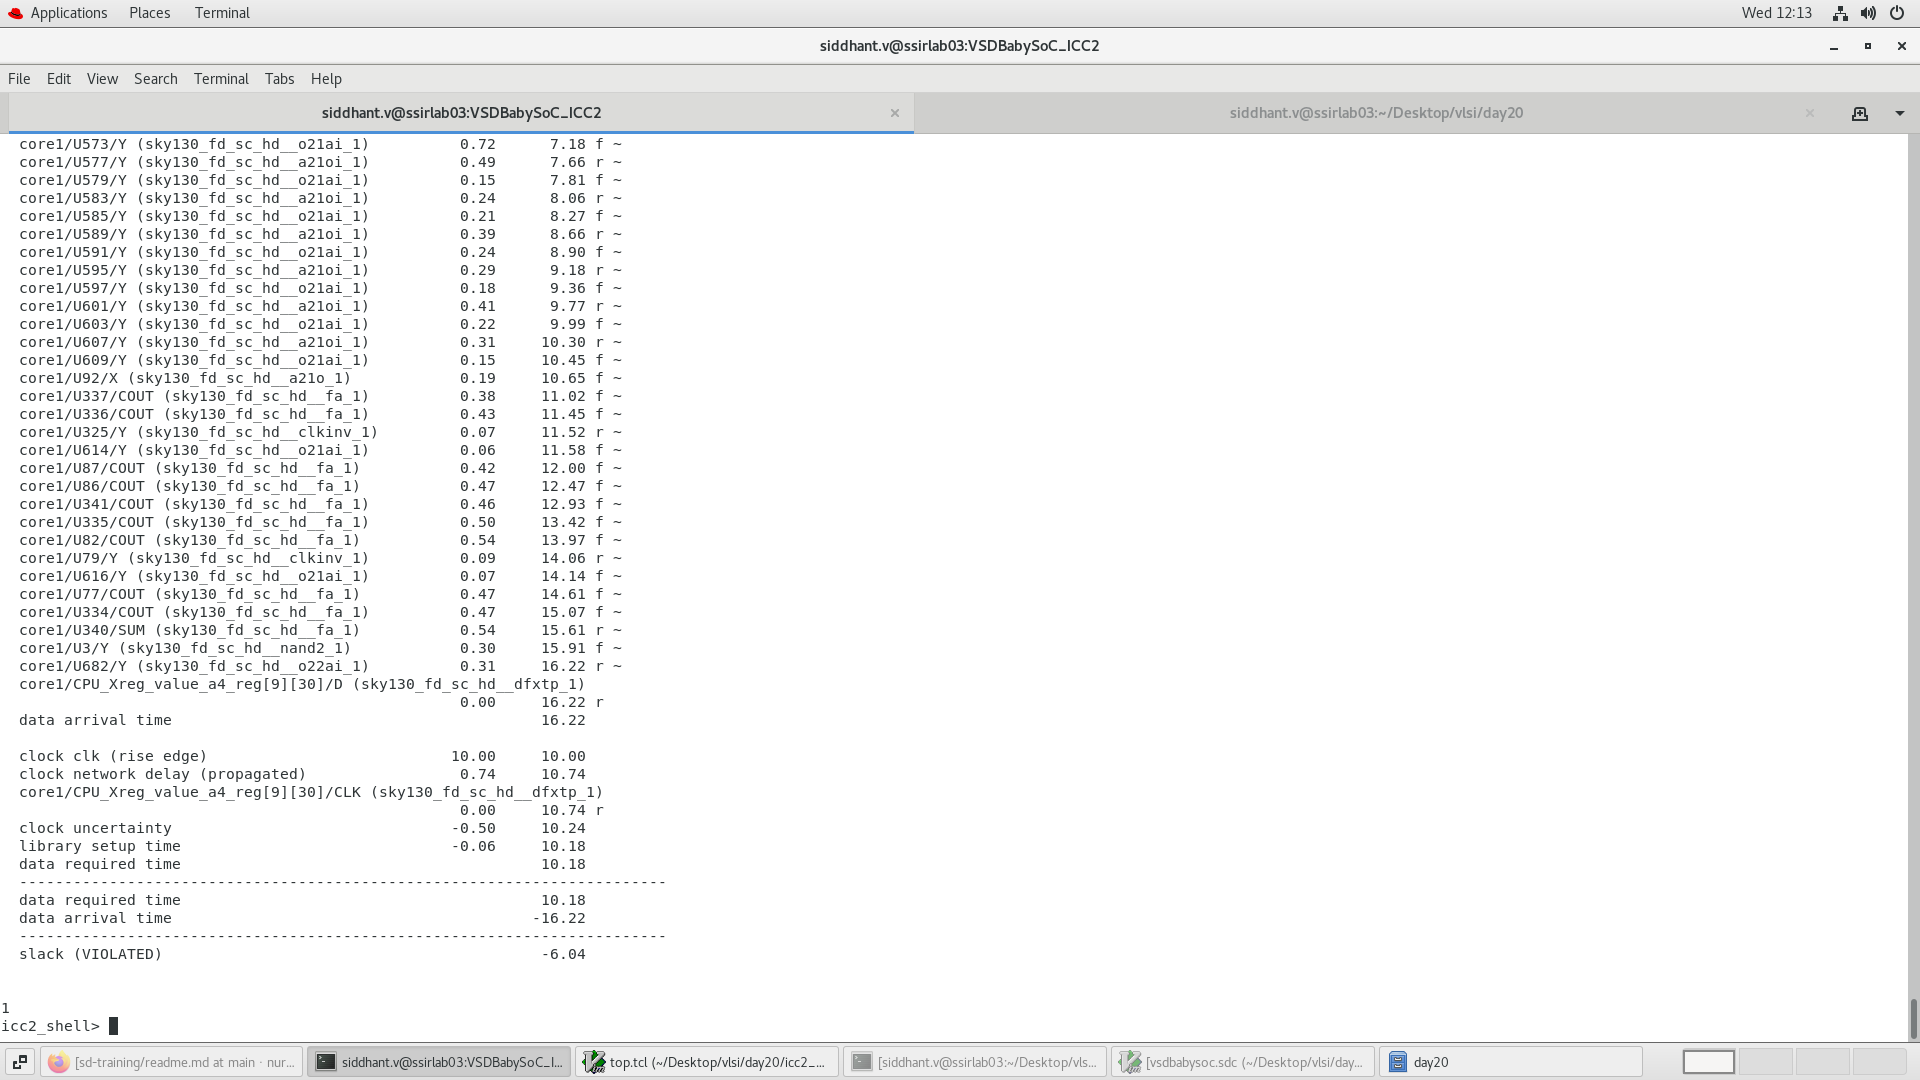 Applications Places Terminal Wed 12:13
siddhant.v@ssirlab03:VSDBabySoC_ICC2
File Edit View Search Terminal Tabs Help
siddhant.v@ssirlab03:VSDBabySoC_ICC2 × siddhant.v@ssirlab03:~/Desktop/vlsi/day20 ×
core1/U573/Y (sky130_fd_sc_hd__o21ai_1) 0.72 7.18 f ~
core1/U577/Y (sky130_fd_sc_hd__a21oi_1) 0.49 7.66 r ~
core1/U579/Y (sky130_fd_sc_hd__o21ai_1) 0.15 7.81 f ~
core1/U583/Y (sky130_fd_sc_hd__a21oi_1) 0.24 8.06 r ~
core1/U585/Y (sky130_fd_sc_hd__o21ai_1) 0.21 8.27 f ~
core1/U589/Y (sky130_fd_sc_hd__a21oi_1) 0.39 8.66 r ~
core1/U591/Y (sky130_fd_sc_hd__o21ai_1) 0.24 8.90 f ~
core1/U595/Y (sky130_fd_sc_hd__a21oi_1) 0.29 9.18 r ~
core1/U597/Y (sky130_fd_sc_hd__o21ai_1) 0.18 9.36 f ~
core1/U601/Y (sky130_fd_sc_hd__a21oi_1) 0.41 9.77 r ~
core1/U603/Y (sky130_fd_sc_hd__o21ai_1) 0.22 9.99 f ~
core1/U607/Y (sky130_fd_sc_hd__a21oi_1) 0.31 10.30 r ~
core1/U609/Y (sky130_fd_sc_hd__o21ai_1) 0.15 10.45 f ~
core1/U92/X (sky130_fd_sc_hd__a21o_1) 0.19 10.65 f ~
core1/U337/COUT (sky130_fd_sc_hd__fa_1) 0.38 11.02 f ~
core1/U336/COUT (sky130_fd_sc_hd__fa_1) 0.43 11.45 f ~
core1/U325/Y (sky130_fd_sc_hd__clkinv_1) 0.07 11.52 r ~
core1/U614/Y (sky130_fd_sc_hd__o21ai_1) 0.06 11.58 f ~
core1/U87/COUT (sky130_fd_sc_hd__fa_1) 0.42 12.00 f ~
core1/U86/COUT (sky130_fd_sc_hd__fa_1) 0.47 12.47 f ~
core1/U341/COUT (sky130_fd_sc_hd__fa_1) 0.46 12.93 f ~
core1/U335/COUT (sky130_fd_sc_hd__fa_1) 0.50 13.42 f ~
core1/U82/COUT (sky130_fd_sc_hd__fa_1) 0.54 13.97 f ~
core1/U79/Y (sky130_fd_sc_hd__clkinv_1) 0.09 14.06 r ~
core1/U616/Y (sky130_fd_sc_hd__o21ai_1) 0.07 14.14 f ~
core1/U77/COUT (sky130_fd_sc_hd__fa_1) 0.47 14.61 f ~
core1/U334/COUT (sky130_fd_sc_hd__fa_1) 0.47 15.07 f ~
core1/U340/SUM (sky130_fd_sc_hd__fa_1) 0.54 15.61 r ~
core1/U3/Y (sky130_fd_sc_hd__nand2_1) 0.30 15.91 f ~
core1/U682/Y (sky130_fd_sc_hd__o22ai_1) 0.31 16.22 r ~
core1/CPU_Xreg_value_a4_reg[9][30]/D (sky130_fd_sc_hd__dfxtp_1)
0.00 16.22 r
data arrival time 16.22
clock clk (rise edge) 10.00 10.00
clock network delay (propagated) 0.74 10.74
core1/CPU_Xreg_value_a4_reg[9][30]/CLK (sky130_fd_sc_hd__dfxtp_1)
0.00 10.74 r
clock uncertainty -0.50 10.24
library setup time -0.06 10.18
data required time 10.18
------------------------------------------------------------------------
data required time 10.18
data arrival time -16.22
------------------------------------------------------------------------
slack (VIOLATED) -6.04
1
icc2_shell>
[sd-training/readme.md at main · nur... siddhant.v@ssirlab03:VSDBabySoC_I... top.tcl (~/Desktop/vlsi/day20/icc2_... [siddhant.v@ssirlab03:~/Desktop/vls... [vsdbabysoc.sdc (~/Desktop/vlsi/day... day20